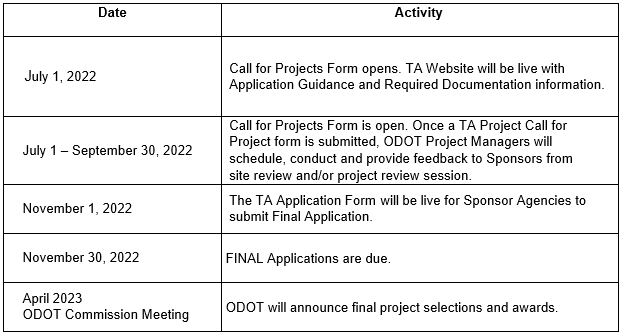 Date
Activity
July 1, 2022
Call for Projects Form opens. TA Website will be live with
Application Guidance and Required Documentation information.
July 1 – September 30, 2022
Call for Projects Form is open. Once a TA Project Call for
Project form is submitted, ODOT Project Managers will
schedule, conduct and provide feedback to Sponsors from
site review and/or project review session.
November 1, 2022
The TA Application Form will be live for Sponsor Agencies to
submit Final Application.
November 30, 2022
FINAL Applications are due.
April 2023
ODOT Commission Meeting
ODOT will announce final project selections and awards.